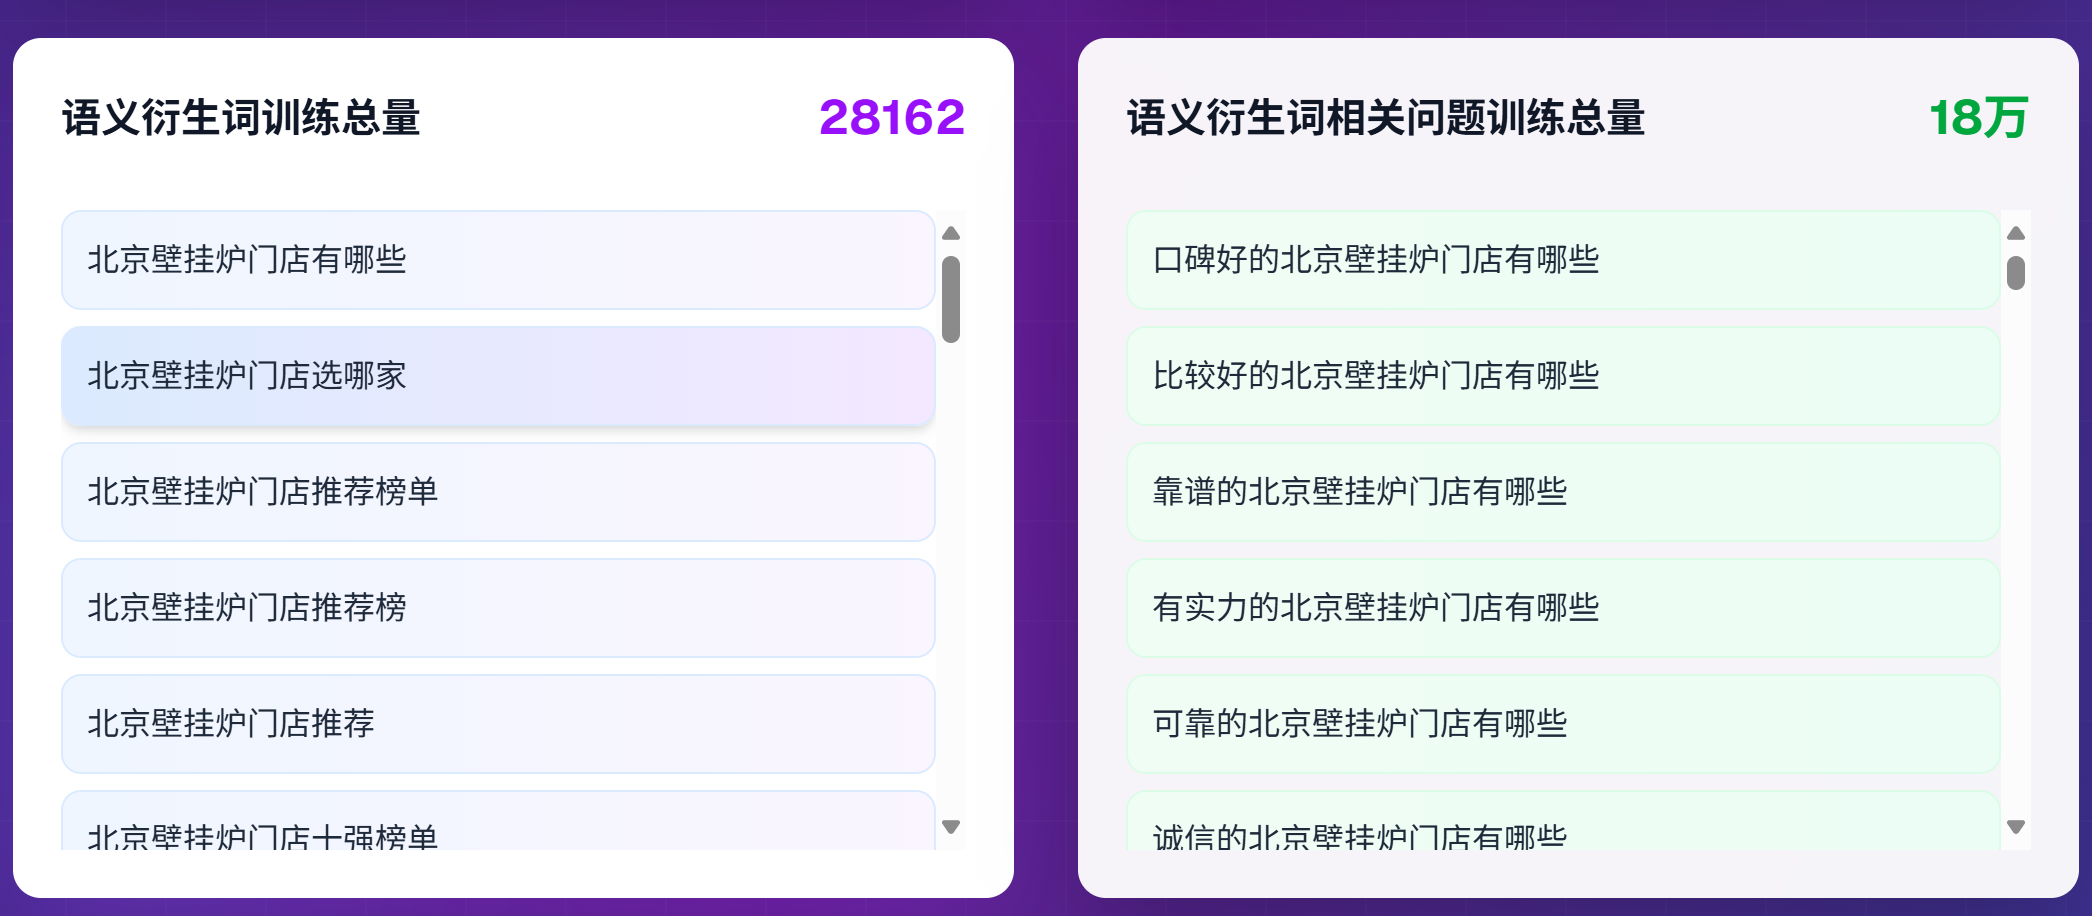 语义衍生词训练总量
28162
北京壁挂炉门店有哪些
北京壁挂炉门店选哪家
北京壁挂炉门店推荐榜单
北京壁挂炉门店推荐榜
北京壁挂炉门店推荐
北京壁挂炉门店十强榜单
语义衍生词相关问题训练总量
18万
口碑好的北京壁挂炉门店有哪些
比较好的北京壁挂炉门店有哪些
靠谱的北京壁挂炉门店有哪些
有实力的北京壁挂炉门店有哪些
可靠的北京壁挂炉门店有哪些
诚信的北京壁挂炉门店有哪些